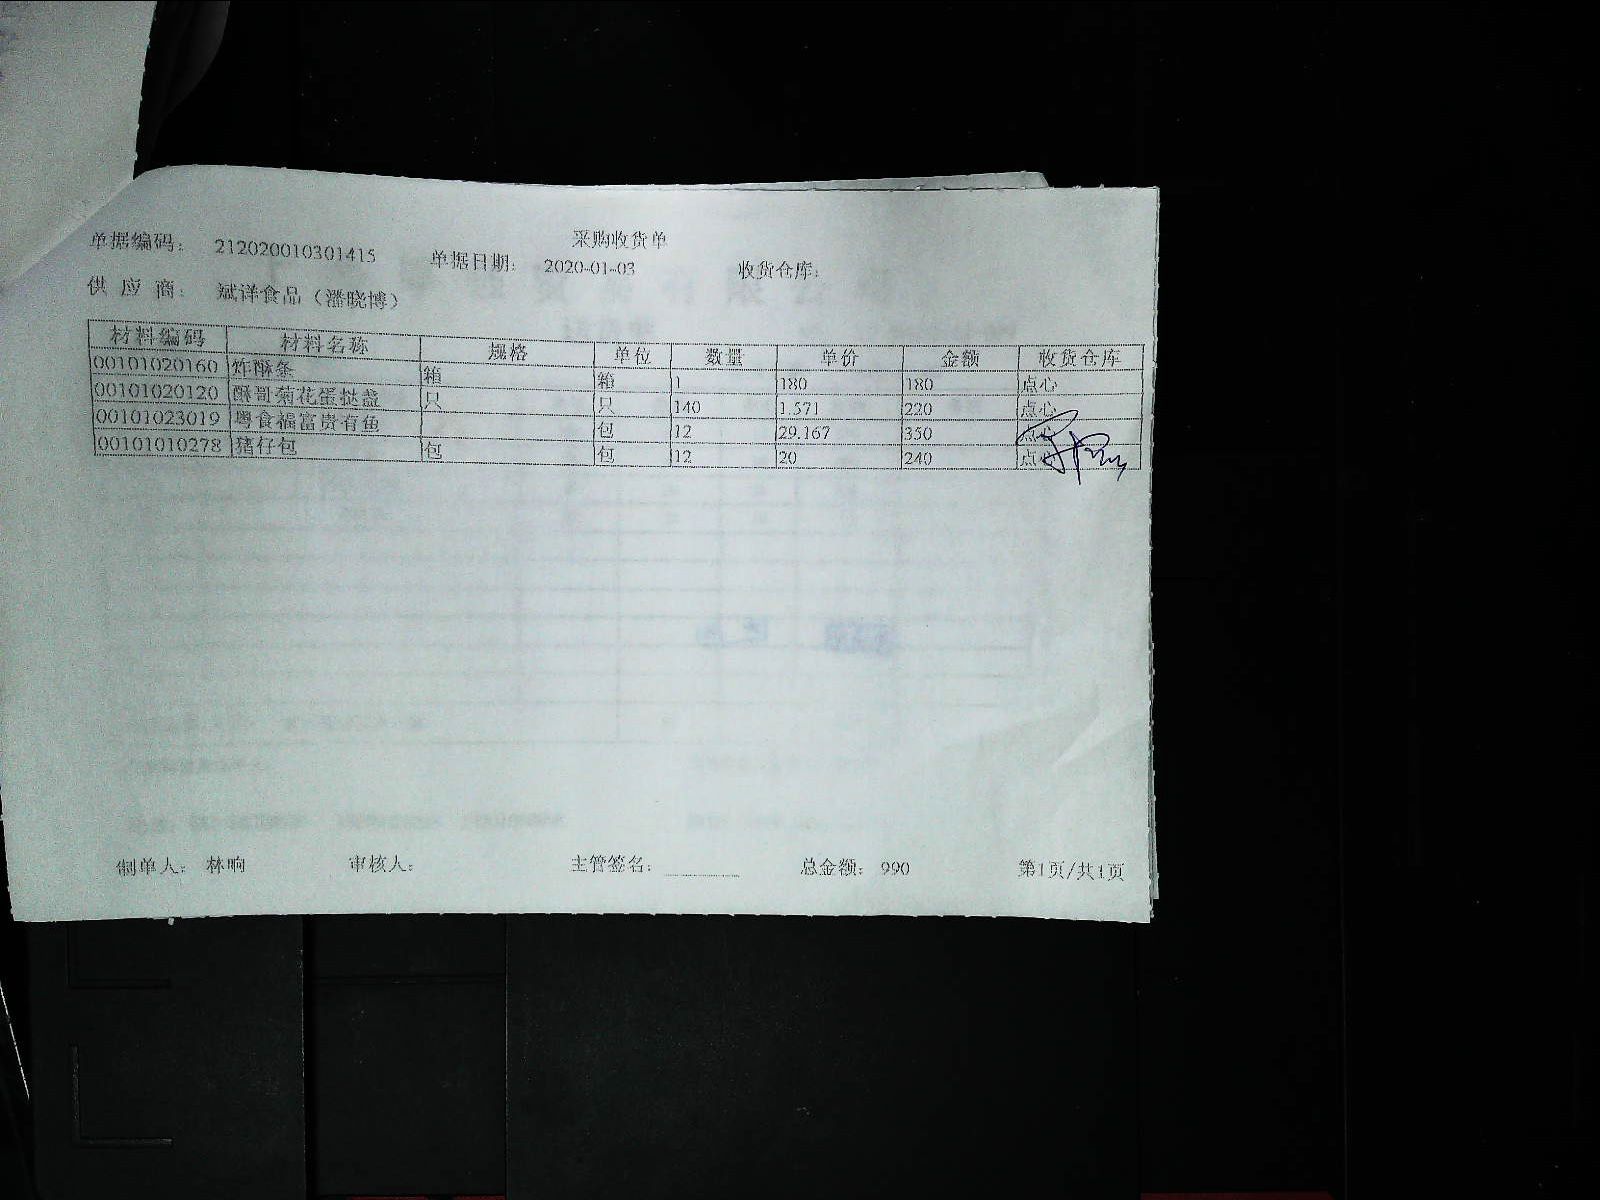 采购收货单
单据编码： 212020010301415 单据日期： 2020-01-03 收货仓库：
供 应 商： 斌洋食品（潘晓博）
材料编码 材料名称 规格 单位 数量 单价 金额 收货仓库
00101020160 炸酥条 箱 箱 1 180 180 点心
00101020120 酥哥菊花蛋挞盏 只 只 140 1.571 220 点心
00101023019 粤食福富贵有鱼 包 12 29.167 350 点心
00101010278 猪仔包 包 包 12 20 240 点心
制单人： 林响 审核人： 主管签名： 总金额： 990 第1页/共1页